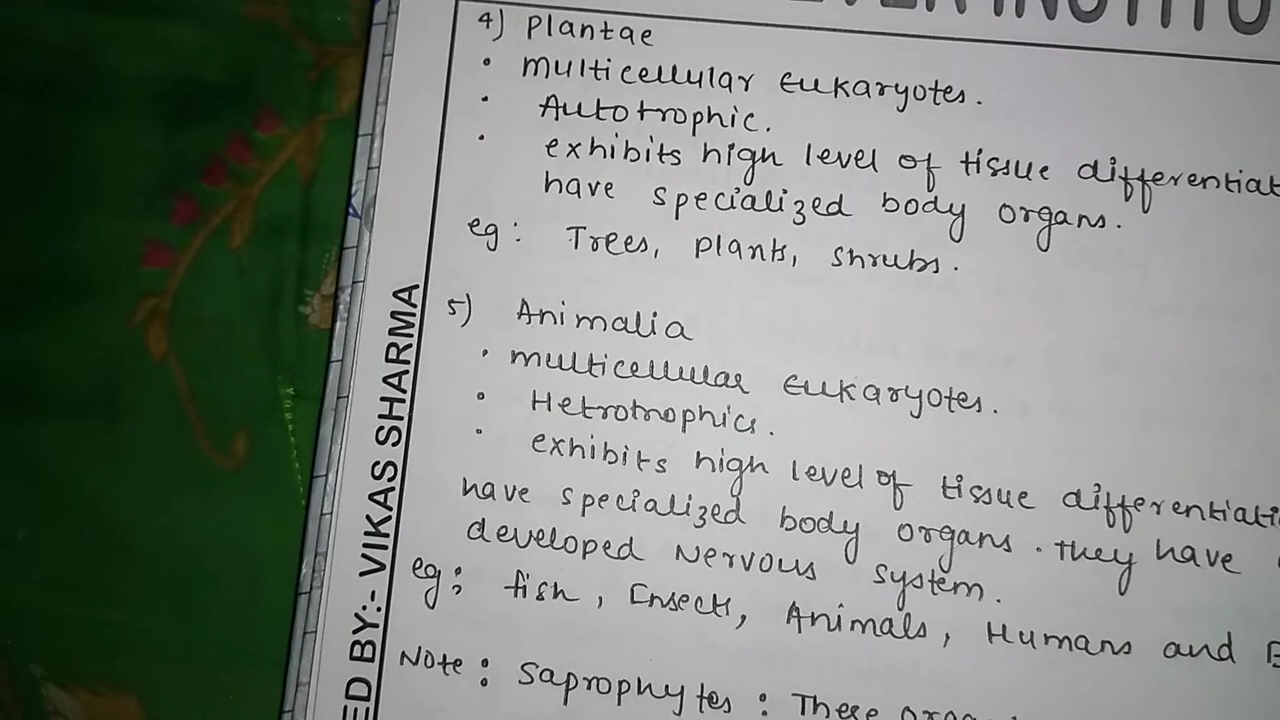 4) Plantae
• multicellular Eukaryotes.
• Autotrophic.
• exhibits high level of tissue differentiat
have specialized body organs.
eg: Trees, plants, shrubs.
5) Animalia
• multicellular Eukaryotes.
• Hetrotrophics.
• exhibits high level of tissue differentiati
have specialized body organs. They have
developed Nervous system.
eg: fish, Insects, Animals, Humans and
Note: Saprophytes: These
ED BY:- VIKAS SHARMA